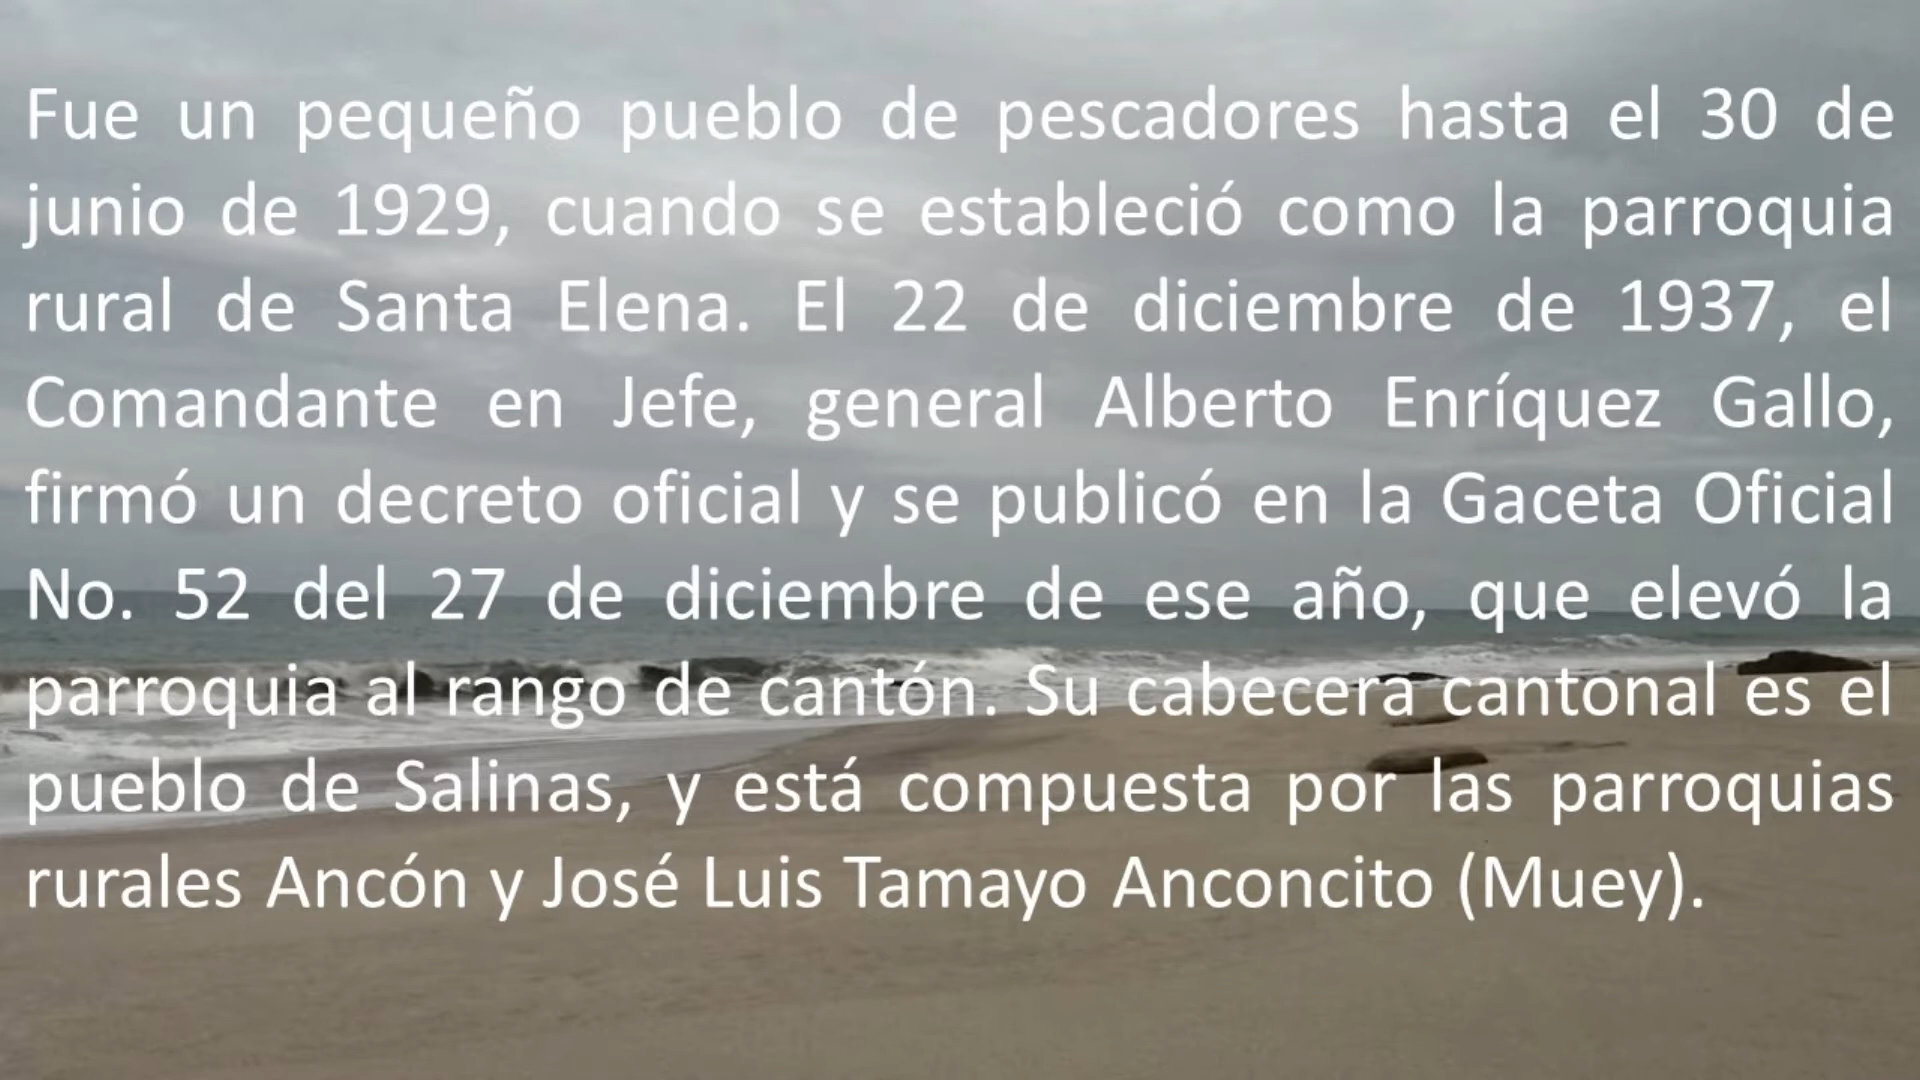 Fue un pequeño pueblo de pescadores hasta el 30 de
junio de 1929, cuando se estableció como la parroquia
rural de Santa Elena. El 22 de diciembre de 1937, el
Comandante en Jefe, general Alberto Enríquez Gallo,
firmó un decreto oficial y se publicó en la Gaceta Oficial
No. 52 del 27 de diciembre de ese año, que elevó la
parroquia al rango de cantón. Su cabecera cantonal es el
pueblo de Salinas, y está compuesta por las parroquias
rurales Ancón y José Luis Tamayo Anconcito (Muey).